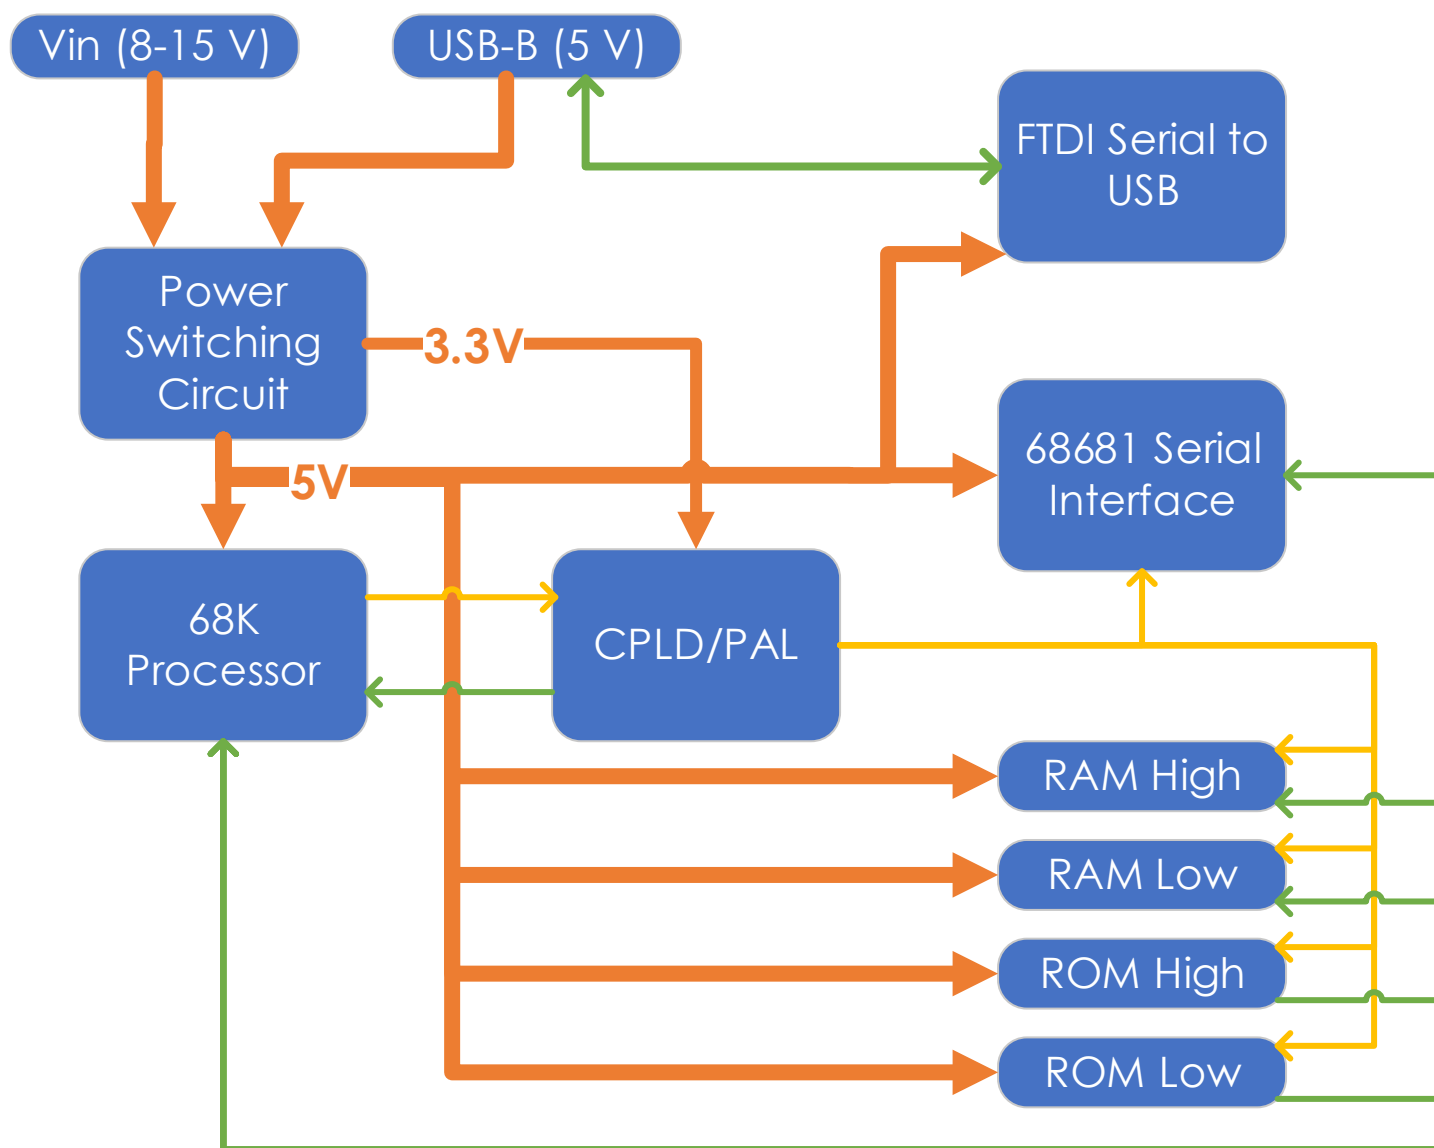 Vin (8-15 V)
USB-B (5 V)
FTDI Serial to
USB
Power
Switching
Circuit
3.3V
68681 Serial
Interface
5V
68K
Processor
CPLD/PAL
RAM High
RAM Low
ROM High
ROM Low